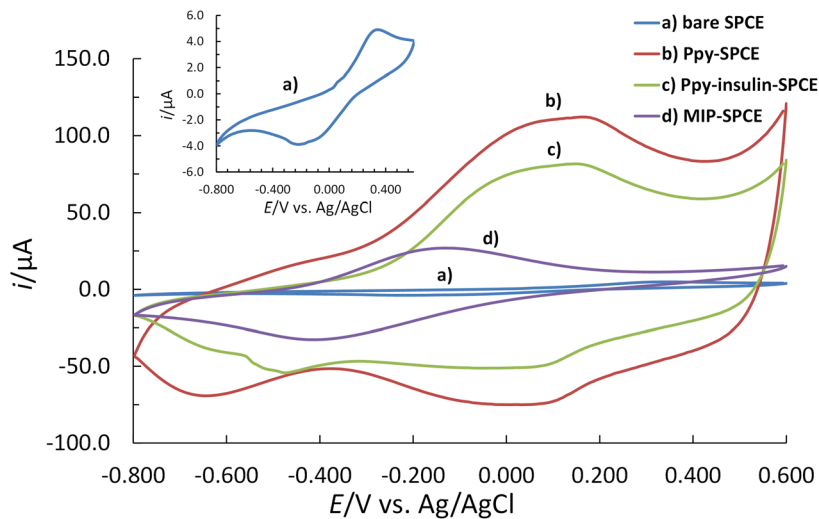 a) bare SPCE
b) Ppy-SPCE
c) Ppy-insulin-SPCE
d) MIP-SPCE
6.0
4.0
2.0
0.0
-2.0
-4.0
-6.0
i/μA
a)
-0.800 -0.400 0.000 0.400
E/V vs. Ag/AgCl
150.0
100.0
50.0
0.0
-50.0
-100.0
i/μA
b)
c)
d)
a)
-0.800 -0.600 -0.400 -0.200 0.000 0.200 0.400 0.600
E/V vs. Ag/AgCl